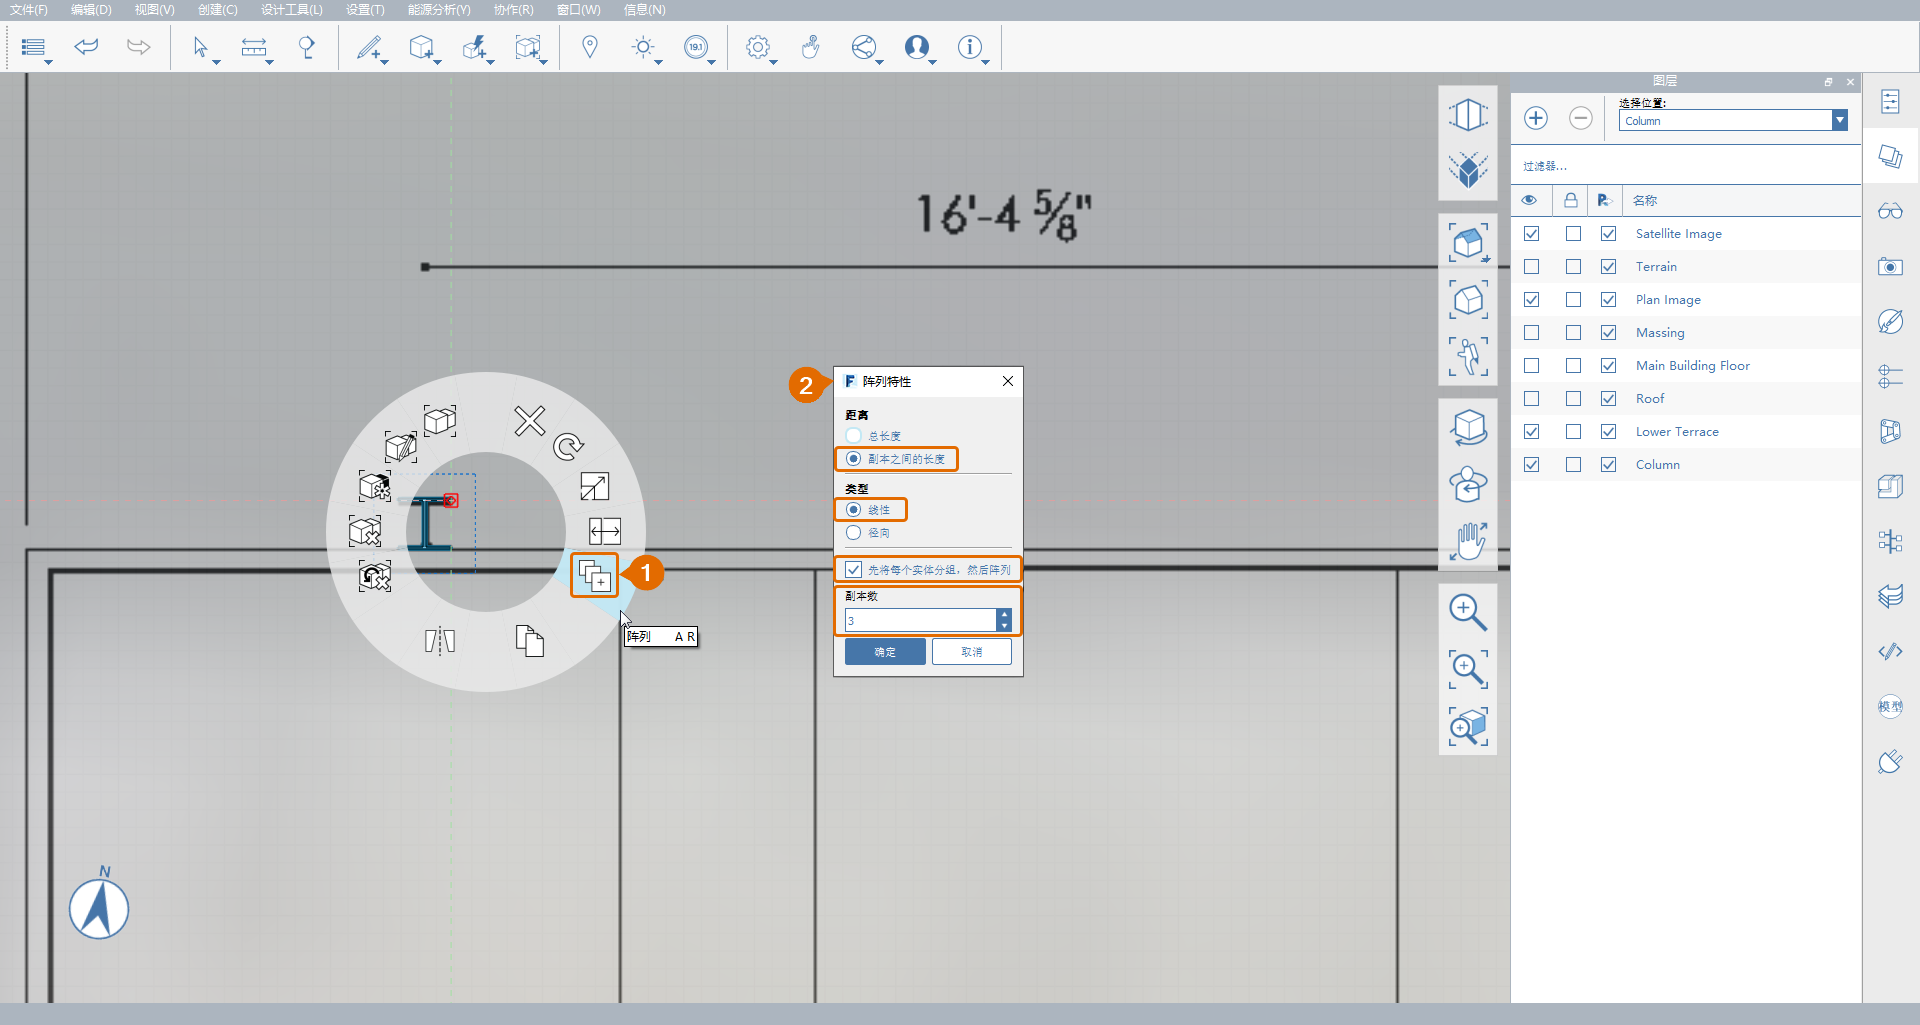 文件(F) 编辑(D) 视图(V) 创建(C) 设计工具(L) 设置(T) 能源分析(Y) 协作(R) 窗口(W) 信息(N)
19.1
图层
选择位置:
Column
过滤器...
名称
Satellite Image
Terrain
Plan Image
Massing
Main Building Floor
Roof
Lower Terrace
Column
模型
16'-4 5/8"
2
阵列特性
距离
总长度
副本之间的长度
类型
线性
径向
先将每个实体分组，然后阵列
副本数
3
确定 取消
1
阵列 A R
N